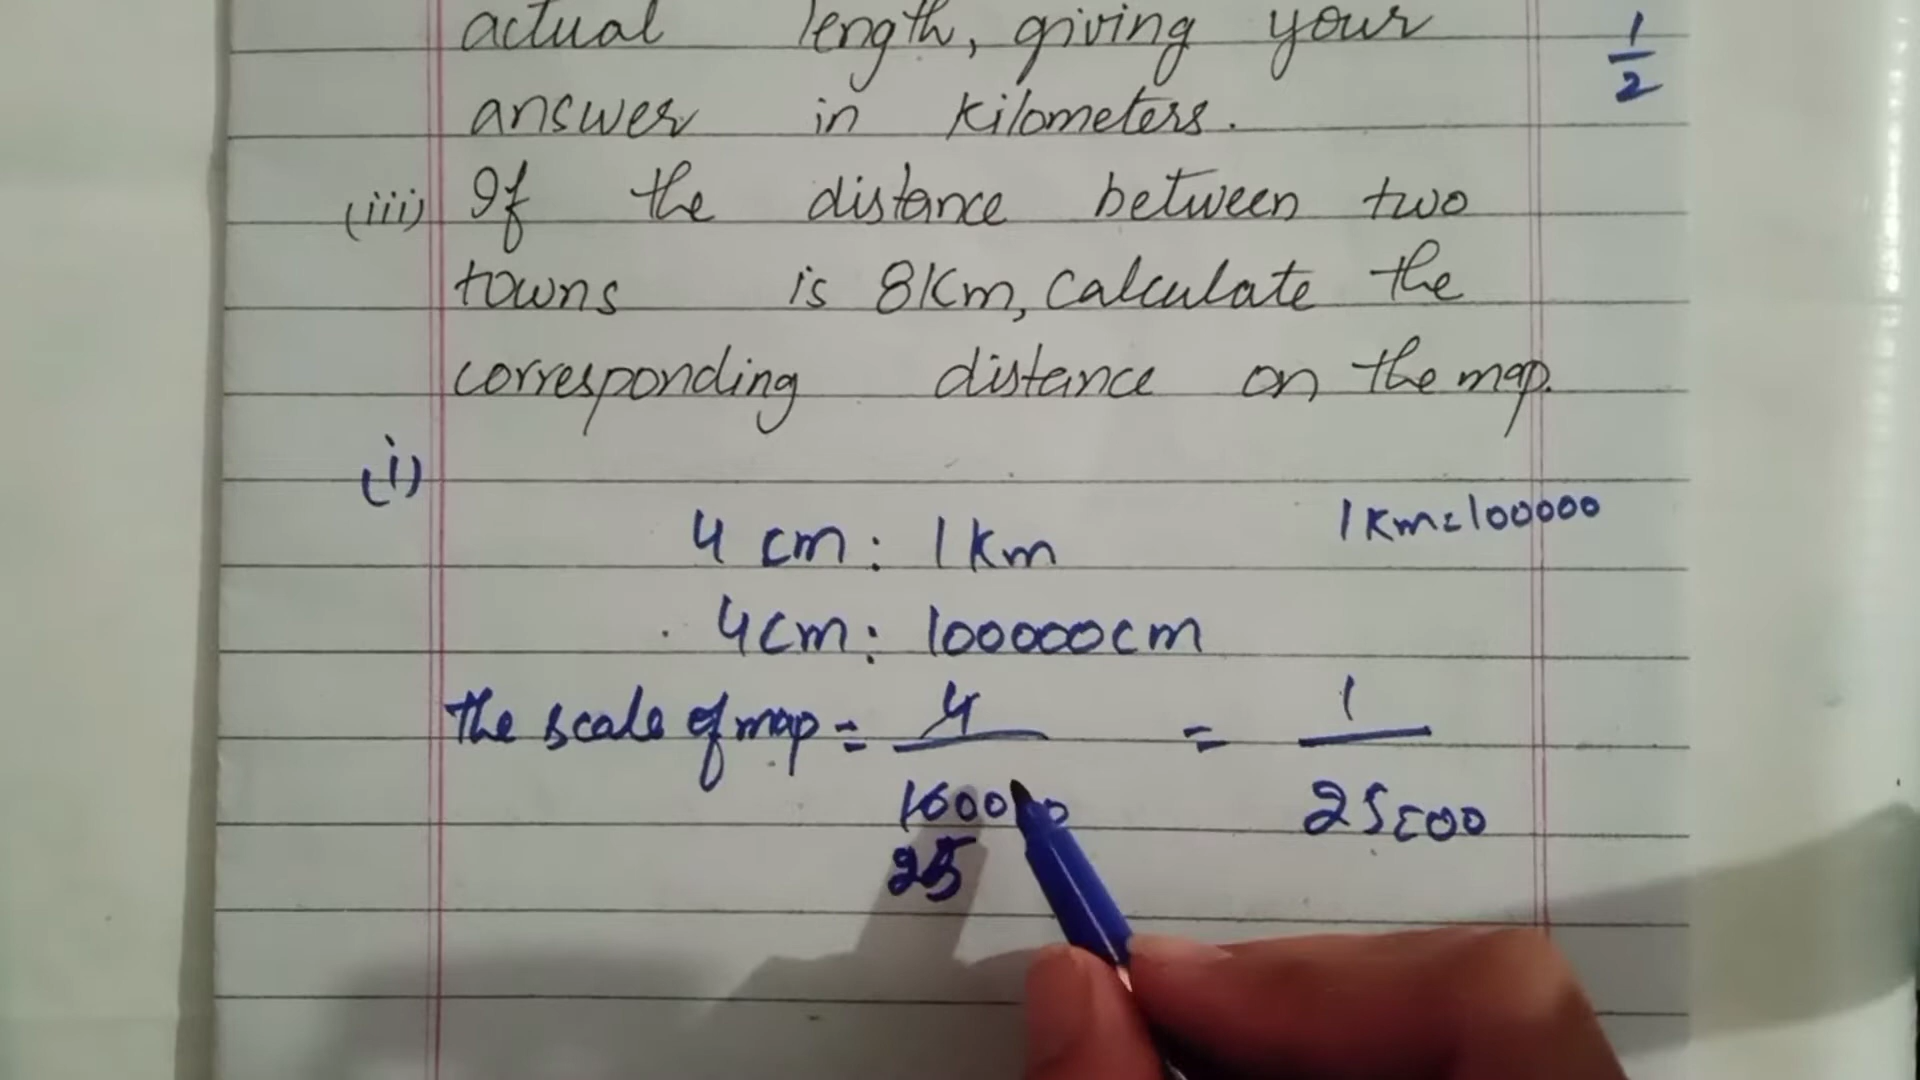 actual length, giving your
1
2
answer in kilometers.
(iii) If the distance between two
towns is 8Km, calculate the
corresponding distance on the map.
(i)
4 cm : 1 Km
1 Km = 100000
4cm : 100000cm
the scale of map = 4 = 1
25000
25